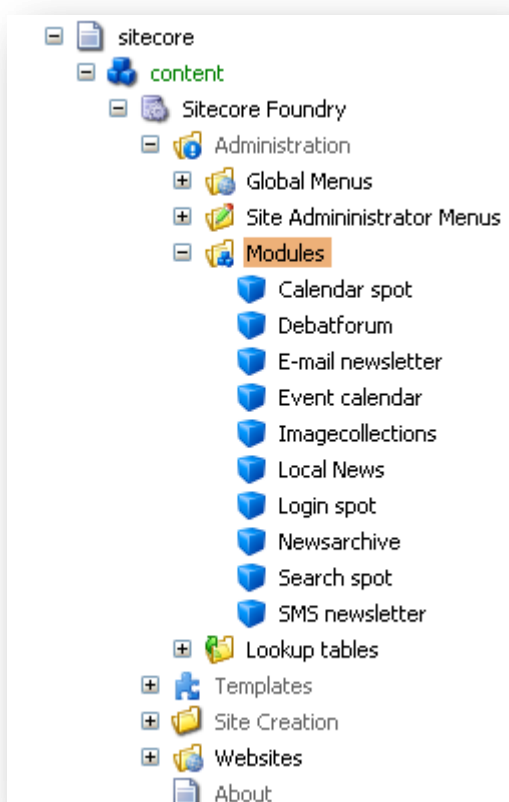 sitecore
content
Sitecore Foundry
Administration
Global Menus
Site Admininistrator Menus
Modules
Calendar spot
Debatforum
E-mail newsletter
Event calendar
Imagecollections
Local News
Login spot
Newsarchive
Search spot
SMS newsletter
Lookup tables
Templates
Site Creation
Websites
About